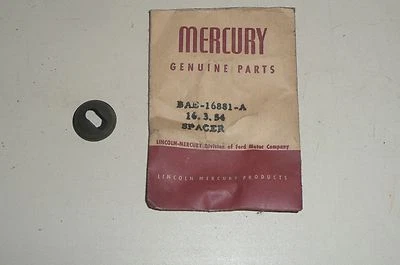 MERCURY
GENUINE PARTS
BAE-16881-A
16.3.54
SPACER
LINCOLN-MERCURY Division of Ford Motor Company
LINCOLN MERCURY PRODUCTS